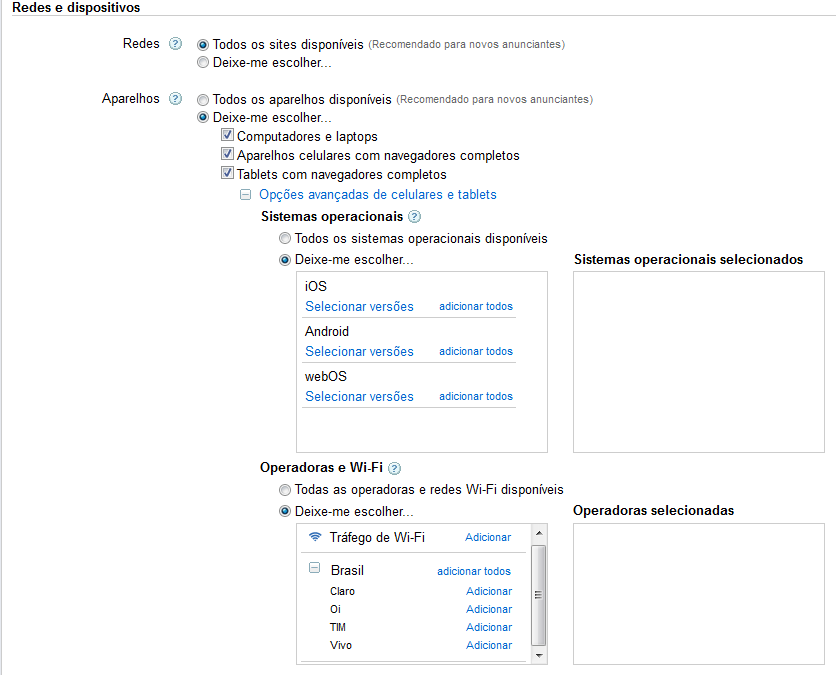 Redes e dispositivos
Redes ? Todos os sites disponíveis (Recomendado para novos anunciantes)
Deixe-me escolher...
Aparelhos ? Todos os aparelhos disponíveis (Recomendado para novos anunciantes)
Deixe-me escolher...
Computadores e laptops
Aparelhos celulares com navegadores completos
Tablets com navegadores completos
Opções avançadas de celulares e tablets
Sistemas operacionais ?
Todos os sistemas operacionais disponíveis
Deixe-me escolher... Sistemas operacionais selecionados
iOS
Selecionar versões adicionar todos
Android
Selecionar versões adicionar todos
webOS
Selecionar versões adicionar todos
Operadoras e Wi-Fi ?
Todas as operadoras e redes Wi-Fi disponíveis
Deixe-me escolher... Operadoras selecionadas
Tráfego de Wi-Fi Adicionar
Brasil adicionar todos
Claro Adicionar
Oi Adicionar
TIM Adicionar
Vivo Adicionar